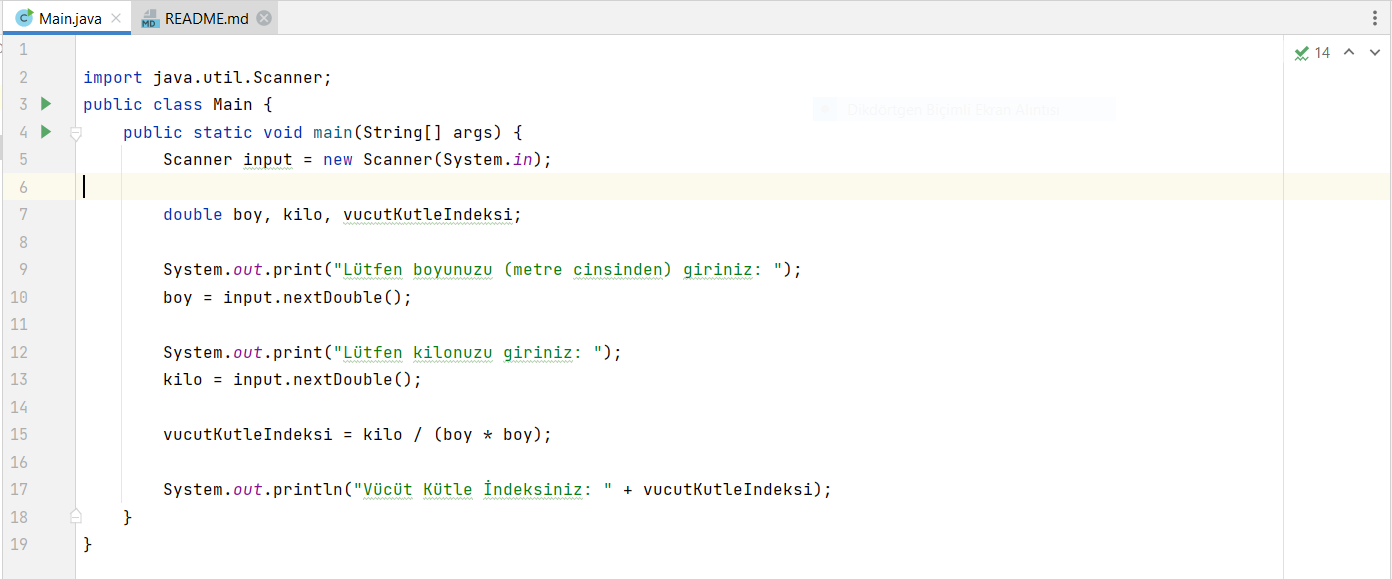 Main.java README.md
14
1
2 import java.util.Scanner;
3 public class Main {
4 public static void main(String[] args) {
5 Scanner input = new Scanner(System.in);
6
7 double boy, kilo, vucutKutleIndeksi;
8
9 System.out.print("Lütfen boyunuzu (metre cinsinden) giriniz: ");
10 boy = input.nextDouble();
11
12 System.out.print("Lütfen kilonuzu giriniz: ");
13 kilo = input.nextDouble();
14
15 vucutKutleIndeksi = kilo / (boy * boy);
16
17 System.out.println("Vücüt Kütle İndeksiniz: " + vucutKutleIndeksi);
18 }
19 }
Dikdörtgen Biçimli Ekran Alıntısı